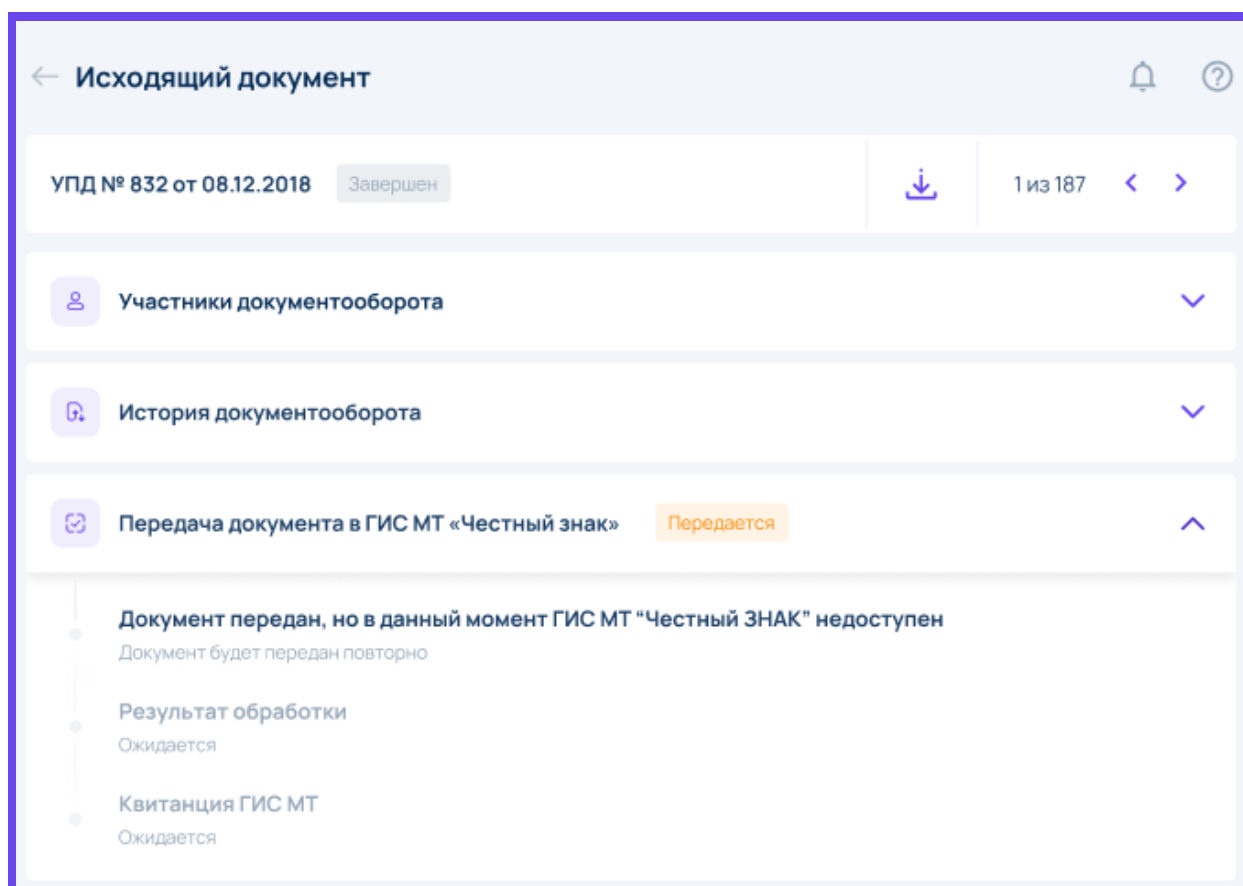 Исходящий документ
УПД № 832 от 08.12.2018 Завершен 1 из 187
Участники документооборота
История документооборота
Передача документа в ГИС МТ «Честный знак» Передается
Документ передан, но в данный момент ГИС МТ “Честный ЗНАК” недоступен
Документ будет передан повторно
Результат обработки
Ожидается
Квитанция ГИС МТ
Ожидается